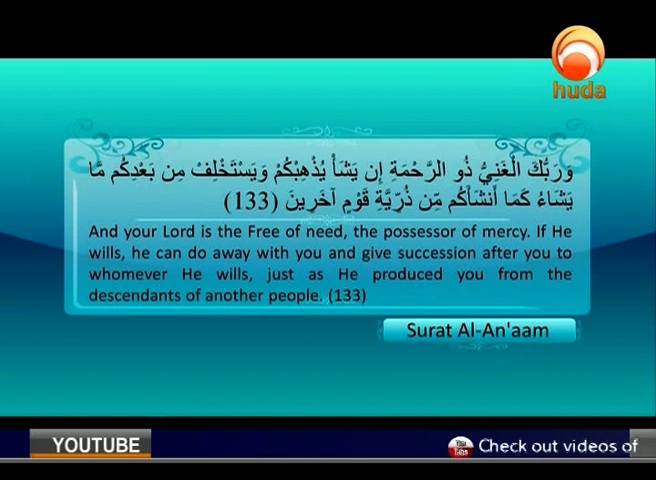 huda
وَرَبُّكَ الْغَنِيُّ ذُو الرَّحْمَةِ إِن يَشَأْ يُذْهِبْكُمْ وَيَسْتَخْلِفْ مِن بَعْدِكُم مَّا
يَشَاءُ كَمَا أَنشَأَكُم مِّن ذُرِّيَّةِ قَوْمٍ آخَرِينَ (133)
And your Lord is the Free of need, the possessor of mercy. If He
wills, he can do away with you and give succession after you to
whomever He wills, just as He produced you from the
descendants of another people. (133)
Surat Al-An'aam
YOUTUBE
You Tube Check out videos of